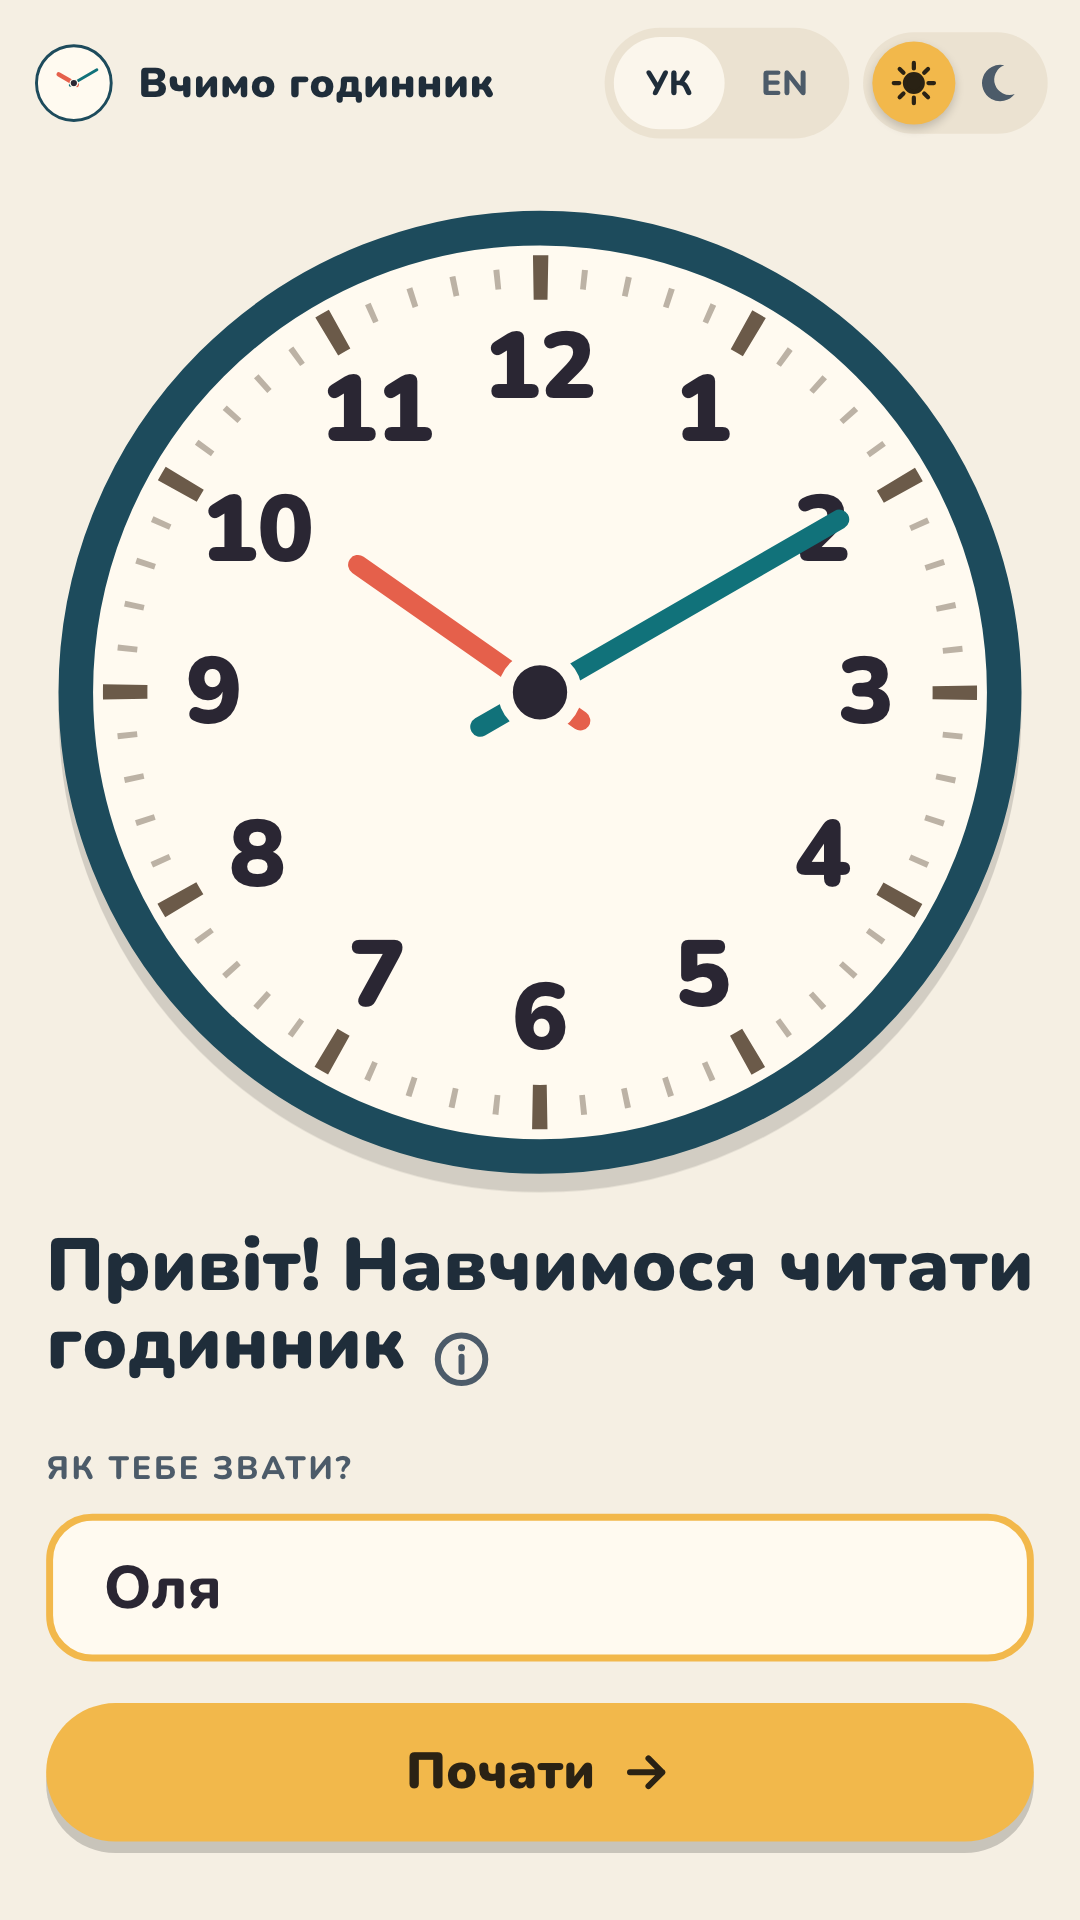 Вчимо годинник
УК EN
12
11 1
10 2
9 3
8 4
7 5
6
Привіт! Навчимося читати
годинник
ЯК ТЕБЕ ЗВАТИ?
Оля
Почати →